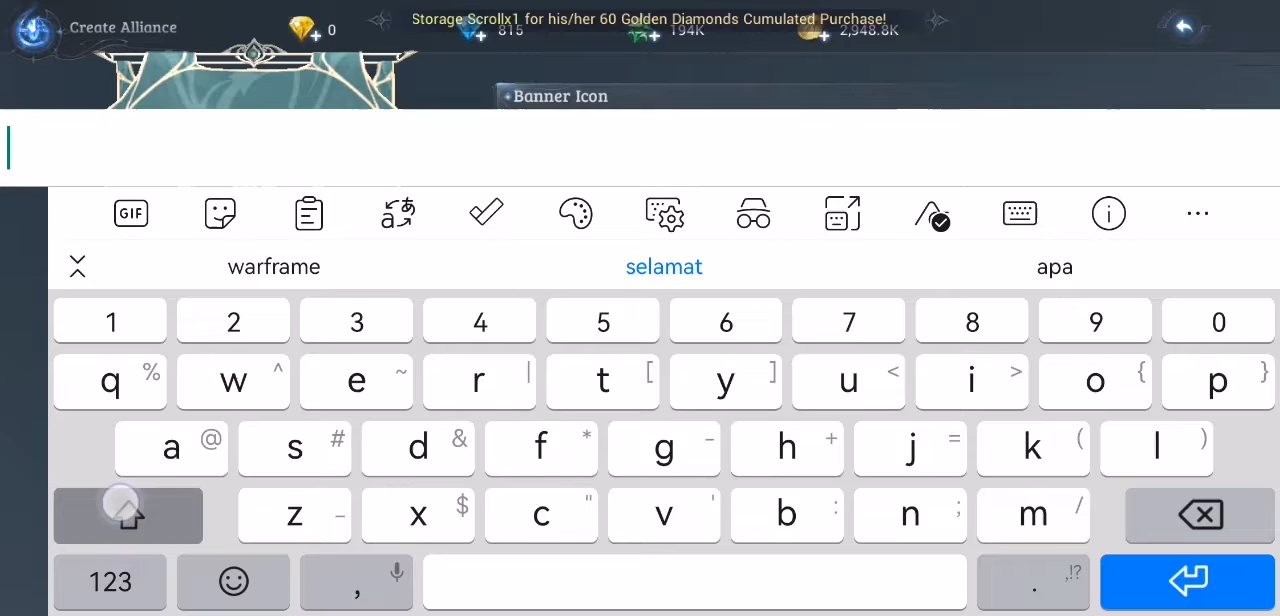 Create Alliance
0
Storage Scrollx1 for his/her 60 Golden Diamonds Cumulated Purchase!
815
194K
2,948.8K
Banner Icon
GIF
warframe
selamat
apa
1 2 3 4 5 6 7 8 9 0
q % w ^ e ~ r | t [ y ] u < i > o { p }
a @ s # d & f * g - h + j = k ( l )
z _ x $ c " v ' b : n ; m /
123 , . ,!?